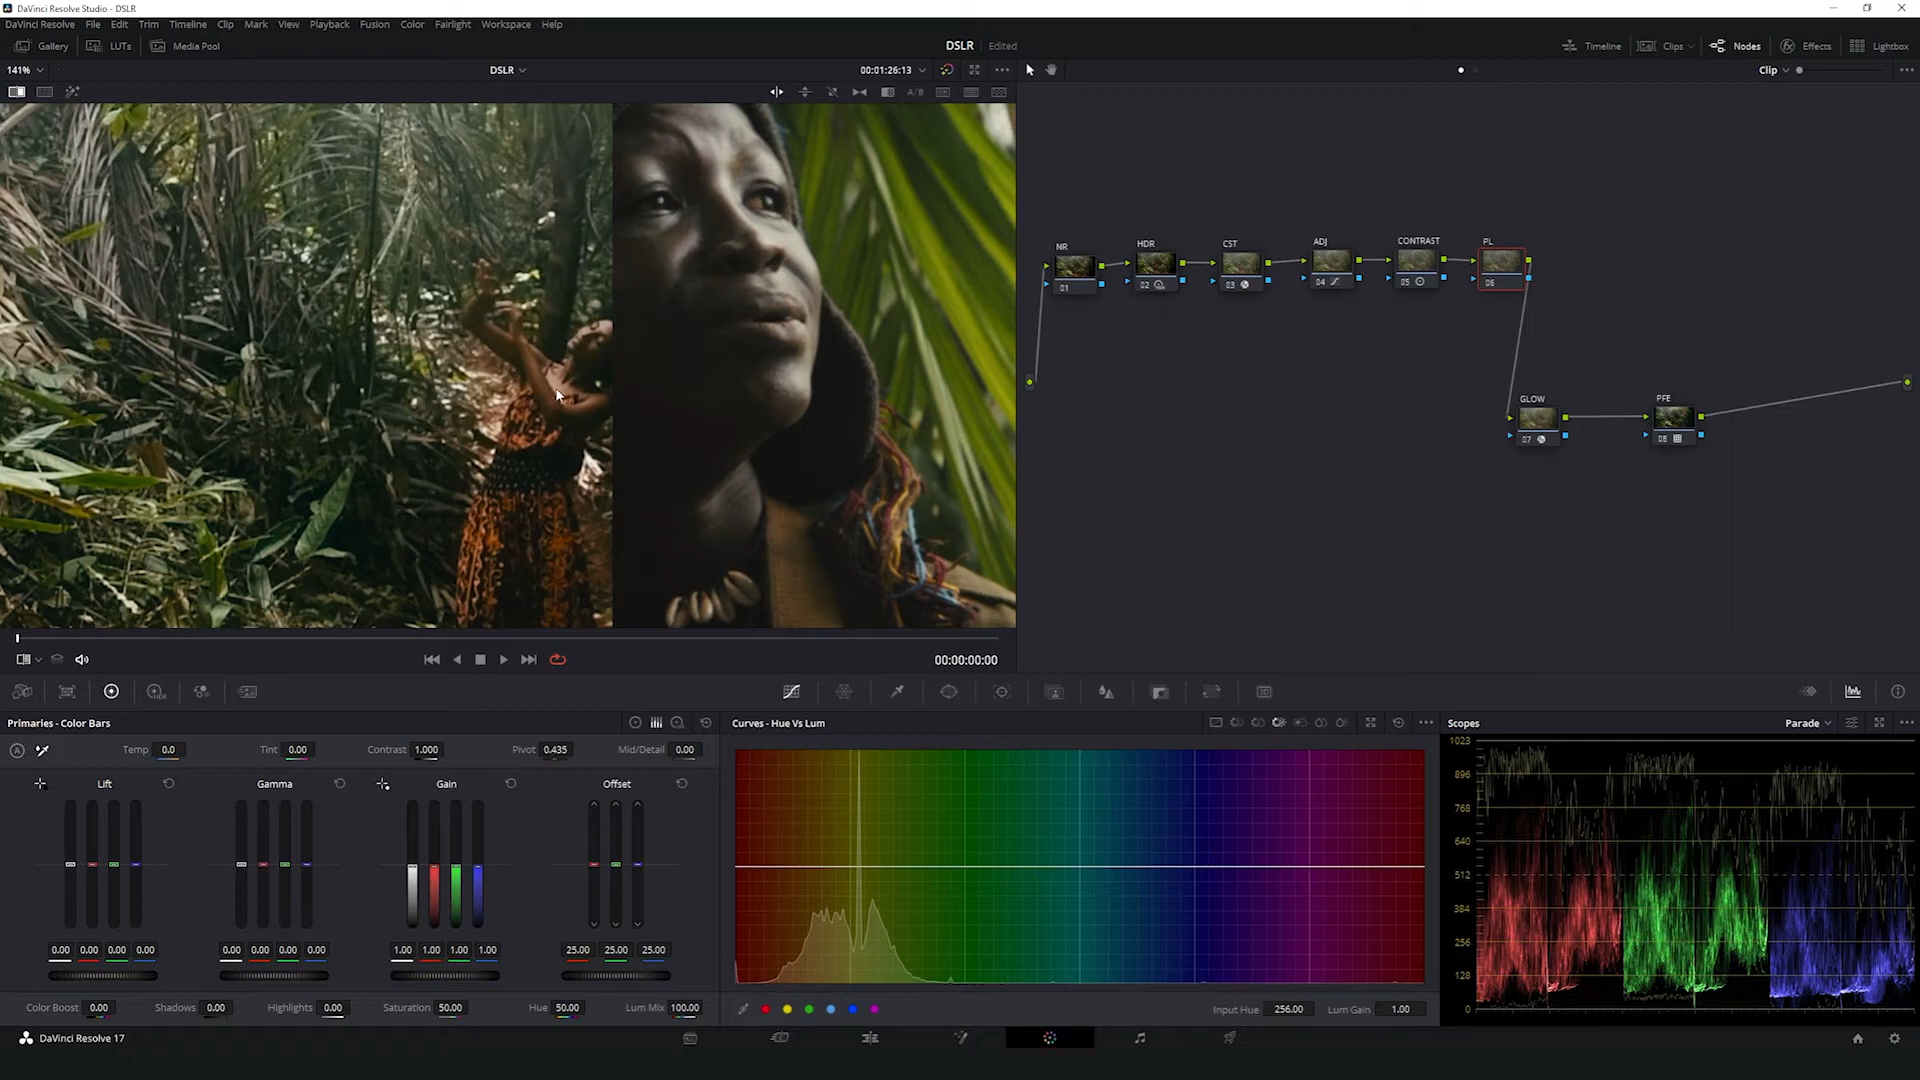 DaVinci Resolve Studio - DSLR
DaVinci Resolve File Edit Trim Timeline Clip Mark View Playback Fusion Color Fairlight Workspace Help
Gallery LUTs Media Pool DSLR Edited Timeline Clips Nodes Effects Lightbox
141% DSLR 00:01:26:13 Clip
A/B
NR HDR CST ADJ CONTRAST PL
01 02 03 04 05 06
GLOW PFE
07 08
00:00:00:00
HDR
3D
Primaries - Color Bars Curves - Hue Vs Lum Scopes Parade
A Temp 0.0 Tint 0.00 Contrast 1.000 Pivot 0.435 Mid/Detail 0.00
Lift Gamma Gain Offset
1023
896
768
640
512
384
256
128
0
0.00 0.00 0.00 0.00 0.00 0.00 0.00 0.00 1.00 1.00 1.00 1.00 25.00 25.00 25.00
Color Boost 0.00 Shadows 0.00 Highlights 0.00 Saturation 50.00 Hue 50.00 Lum Mix 100.00 Input Hue 256.00 Lum Gain 1.00
DaVinci Resolve 17